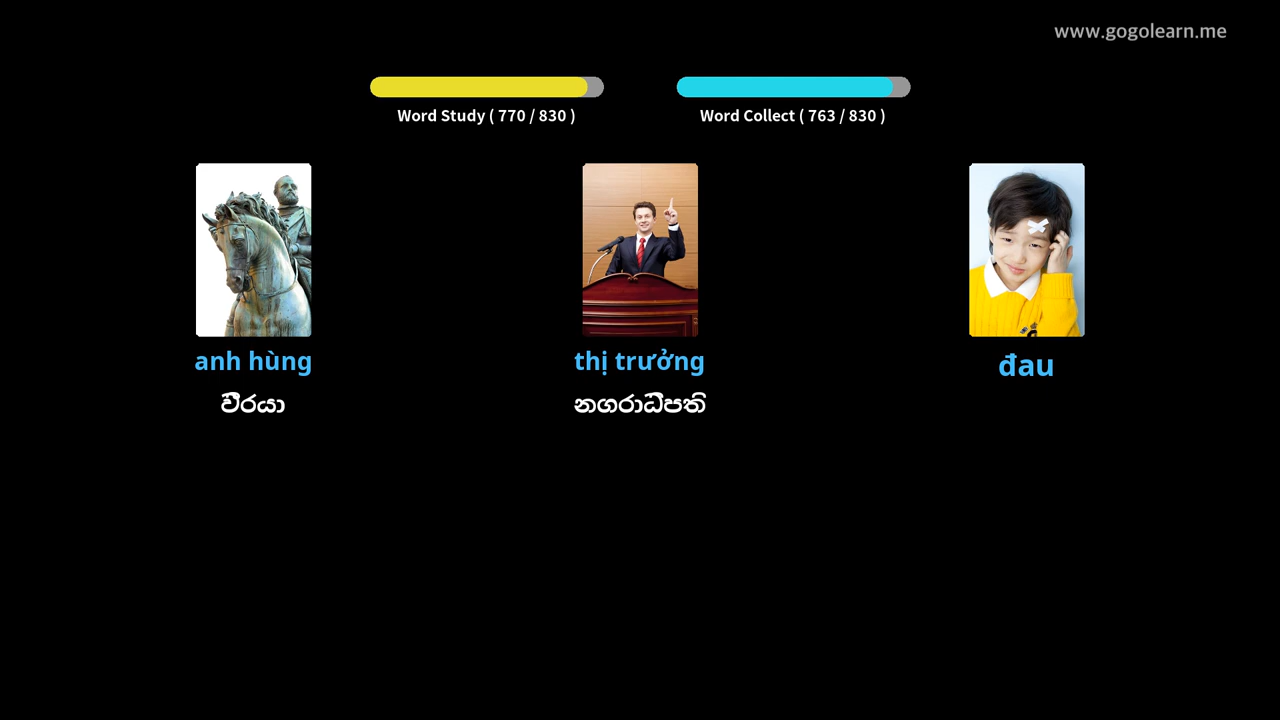 www.gogolearn.me
Word Study ( 770 / 830 )
Word Collect ( 763 / 830 )
anh hùng
thị trưởng
đau
වීරයා
නගරාධිපති